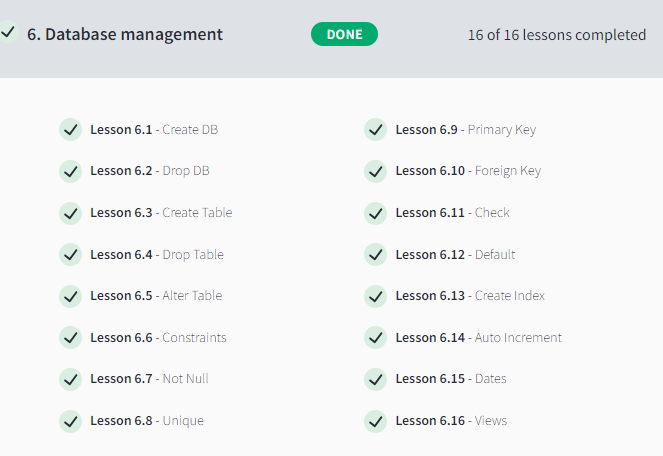 6. Database management DONE 16 of 16 lessons completed
Lesson 6.1 - Create DB
Lesson 6.2 - Drop DB
Lesson 6.3 - Create Table
Lesson 6.4 - Drop Table
Lesson 6.5 - Alter Table
Lesson 6.6 - Constraints
Lesson 6.7 - Not Null
Lesson 6.8 - Unique
Lesson 6.9 - Primary Key
Lesson 6.10 - Foreign Key
Lesson 6.11 - Check
Lesson 6.12 - Default
Lesson 6.13 - Create Index
Lesson 6.14 - Auto Increment
Lesson 6.15 - Dates
Lesson 6.16 - Views